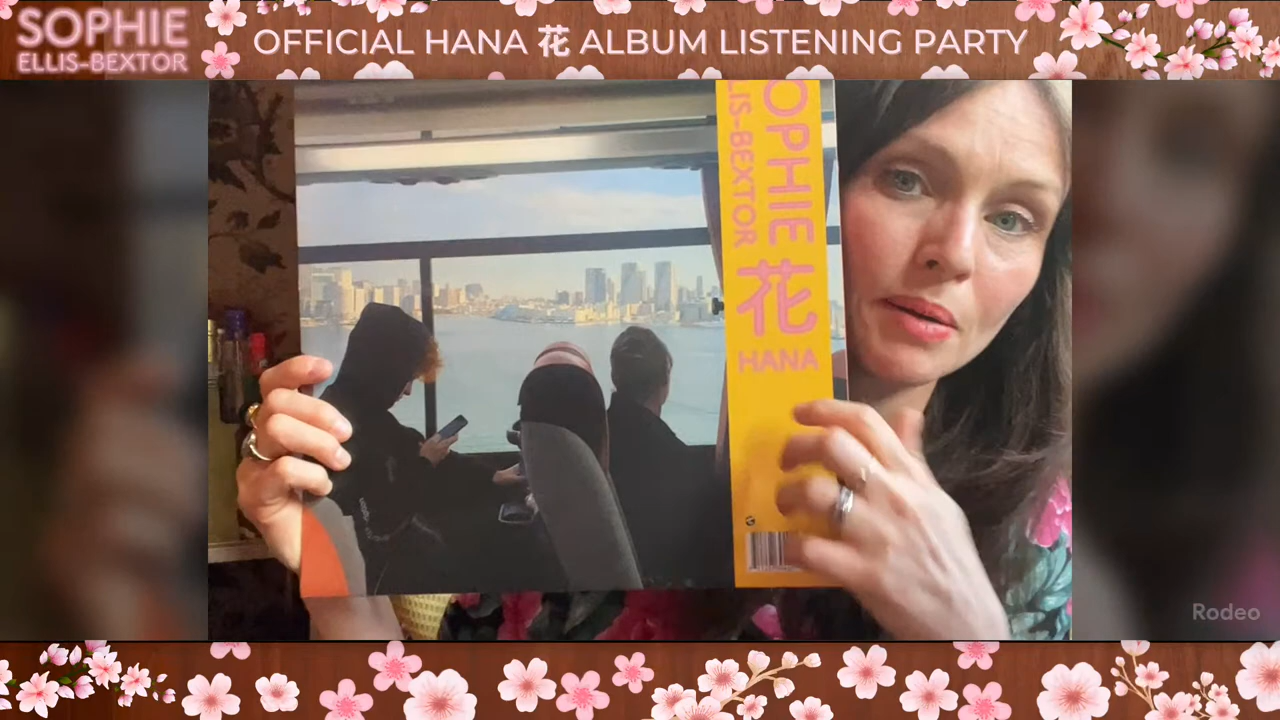 SOPHIE
ELLIS-BEXTOR
OFFICIAL HANA 花 ALBUM LISTENING PARTY
OPHIE
LIS-BEXTOR
花
HANA
Rodeo